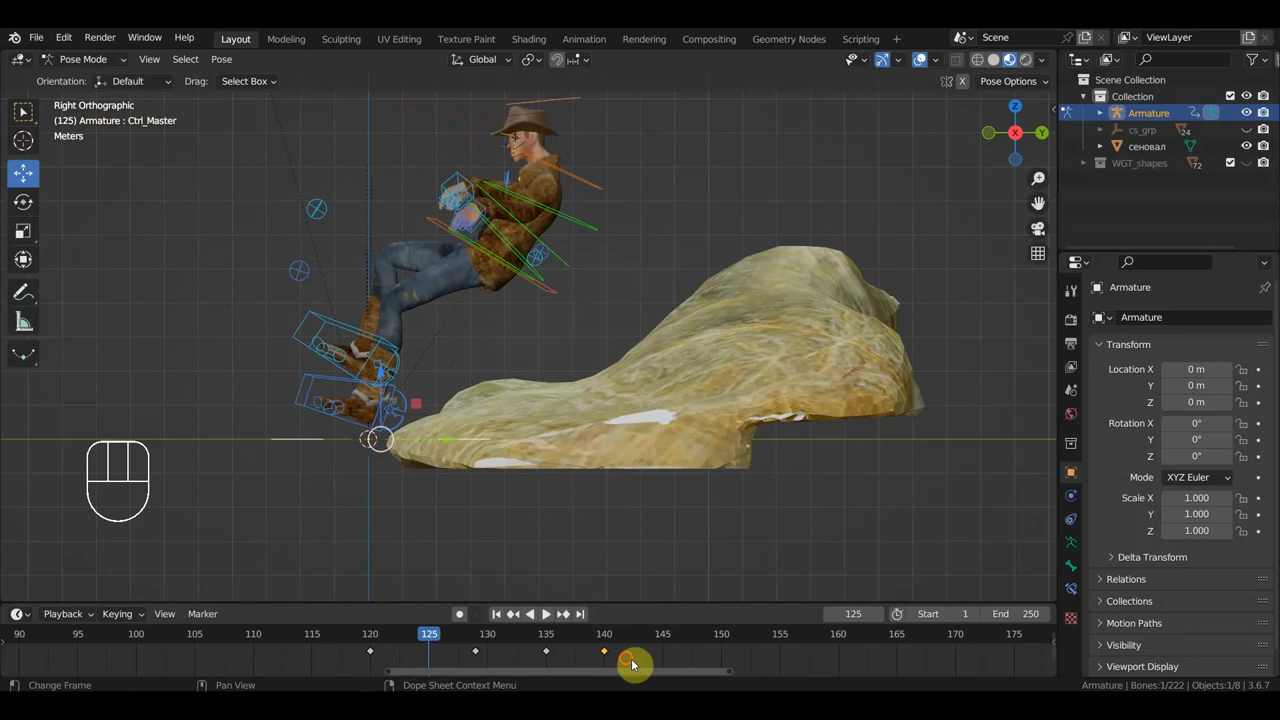 File Edit Render Window Help Layout Modeling Sculpting UV Editing Texture Paint Shading Animation Rendering Compositing Geometry Nodes Scripting + Scene ViewLayer
Pose Mode View Select Pose Global
Orientation: Default Drag: Select Box X Pose Options
Right Orthographic
(125) Armature : Ctrl_Master
Meters
Z
Y
X
Scene Collection
Collection
Armature
cs_grp 24
сеновал
WGT_shapes 72
Armature
Armature
Transform
Location X 0 m
Y 0 m
Z 0 m
Rotation X 0°
Y 0°
Z 0°
Mode XYZ Euler
Scale X 1.000
Y 1.000
Z 1.000
Delta Transform
Relations
Collections
Motion Paths
Visibility
Viewport Display
Playback Keying View Marker 125 Start 1 End 250
90 95 100 105 110 115 120 125 130 135 140 145 150 155 160 165 170 175
Change Frame Pan View Dope Sheet Context Menu Armature | Bones:1/222 | Objects:1/8 | 3.6.7